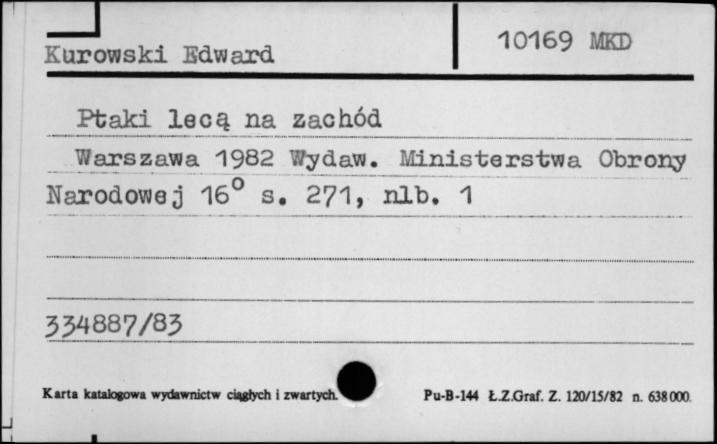 Kurowski Edward 10169 MKD
Ptaki lecą na zachód
Warszawa 1982 Wydaw. Ministerstwa Obrony
Narodowej 16° s. 271, nlb. 1
334887/83
Karta katalogowa wydawnictw ciągłych i zwartych. Pu-B-144 Ł.Z.Graf. Z. 120/15/82 n. 638000.